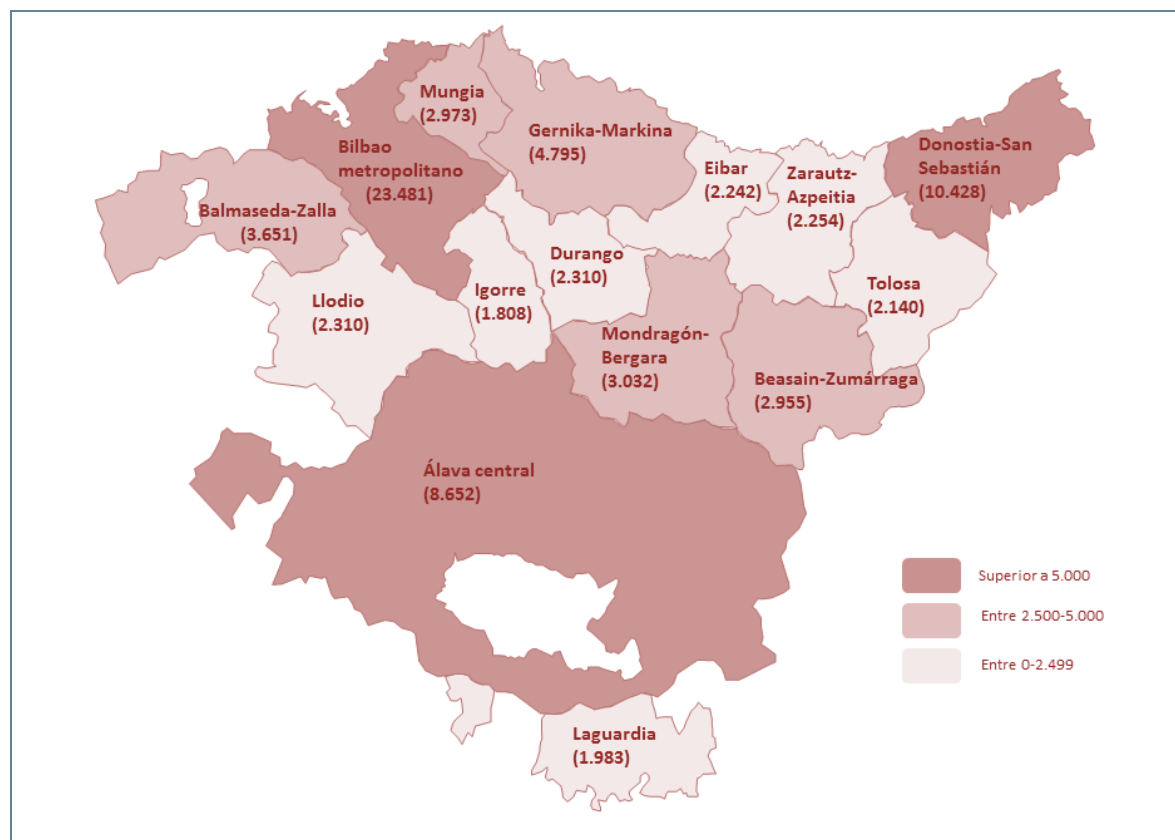 Mungia
(2.973)
Gernika-Markina
(4.795)
Bilbao
metropolitano
(23.481)
Donostia-San
Sebastián
(10.428)
Eibar
(2.242)
Zarautz-
Azpeitia
(2.254)
Balmaseda-Zalla
(3.651)
Durango
(2.310)
Igorre
(1.808)
Llodio
(2.310)
Tolosa
(2.140)
Mondragón-
Bergara
(3.032)
Beasain-Zumárraga
(2.955)
Álava central
(8.652)
Laguardia
(1.983)
Superior a 5.000
Entre 2.500-5.000
Entre 0-2.499